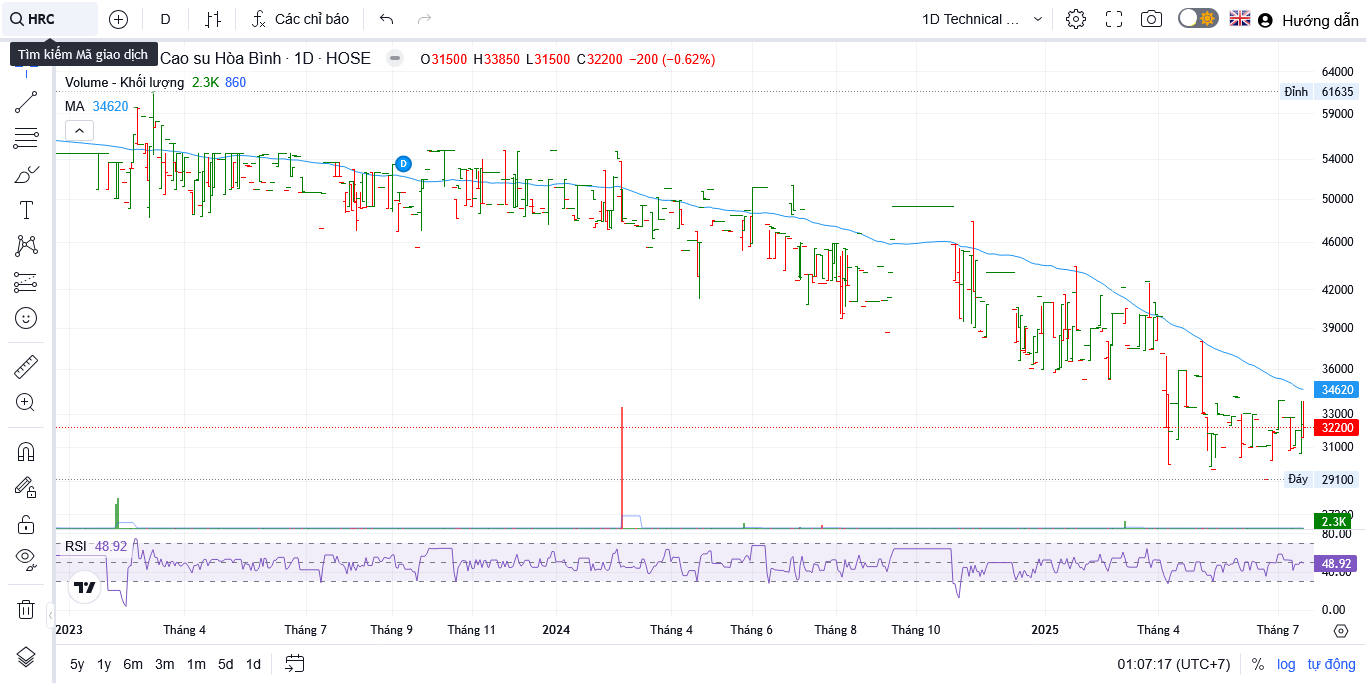 HRC
D
Các chỉ báo
1D Technical ...
Hướng dẫn
Tìm kiếm Mã giao dịch
Cao su Hòa Bình · 1D · HOSE
O31500 H33850 L31500 C32200 −200 (−0.62%)
Volume - Khối lượng 2.3K 860
MA 34620
D
64000
Đỉnh 61635
59000
54000
50000
46000
42000
39000
36000
34620
33000
32200
31000
Đáy 29100
2.3K
80.00
RSI 48.92
48.92
40.00
0.00
2023
Tháng 4
Tháng 7
Tháng 9
Tháng 11
2024
Tháng 4
Tháng 6
Tháng 8
Tháng 10
2025
Tháng 4
Tháng 7
5y 1y 6m 3m 1m 5d 1d
01:07:17 (UTC+7)
% log tự động